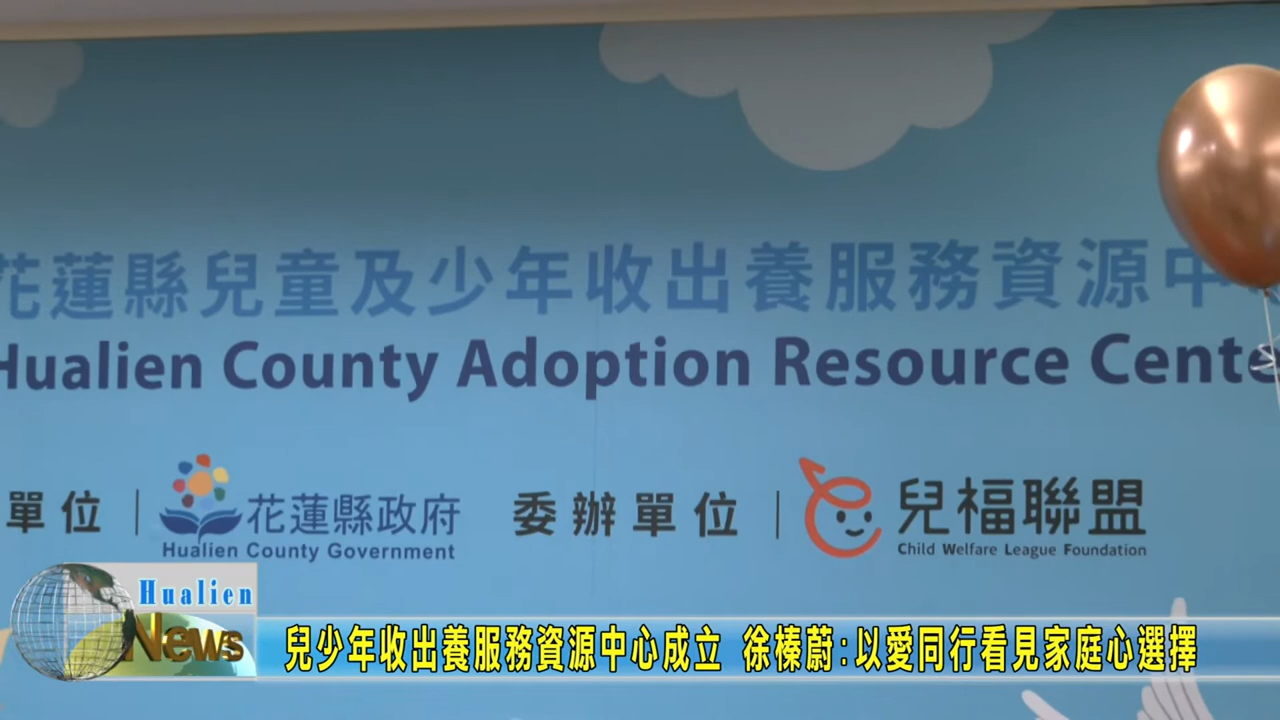 花蓮縣兒童及少年收出養服務資源中
Hualien County Adoption Resource Cente
單位 | 花蓮縣政府 委辦單位 | 兒福聯盟
Hualien County Government Child Welfare League Foundation
Hualien
News
兒少年收出養服務資源中心成立 徐榛蔚:以愛同行看見家庭心選擇